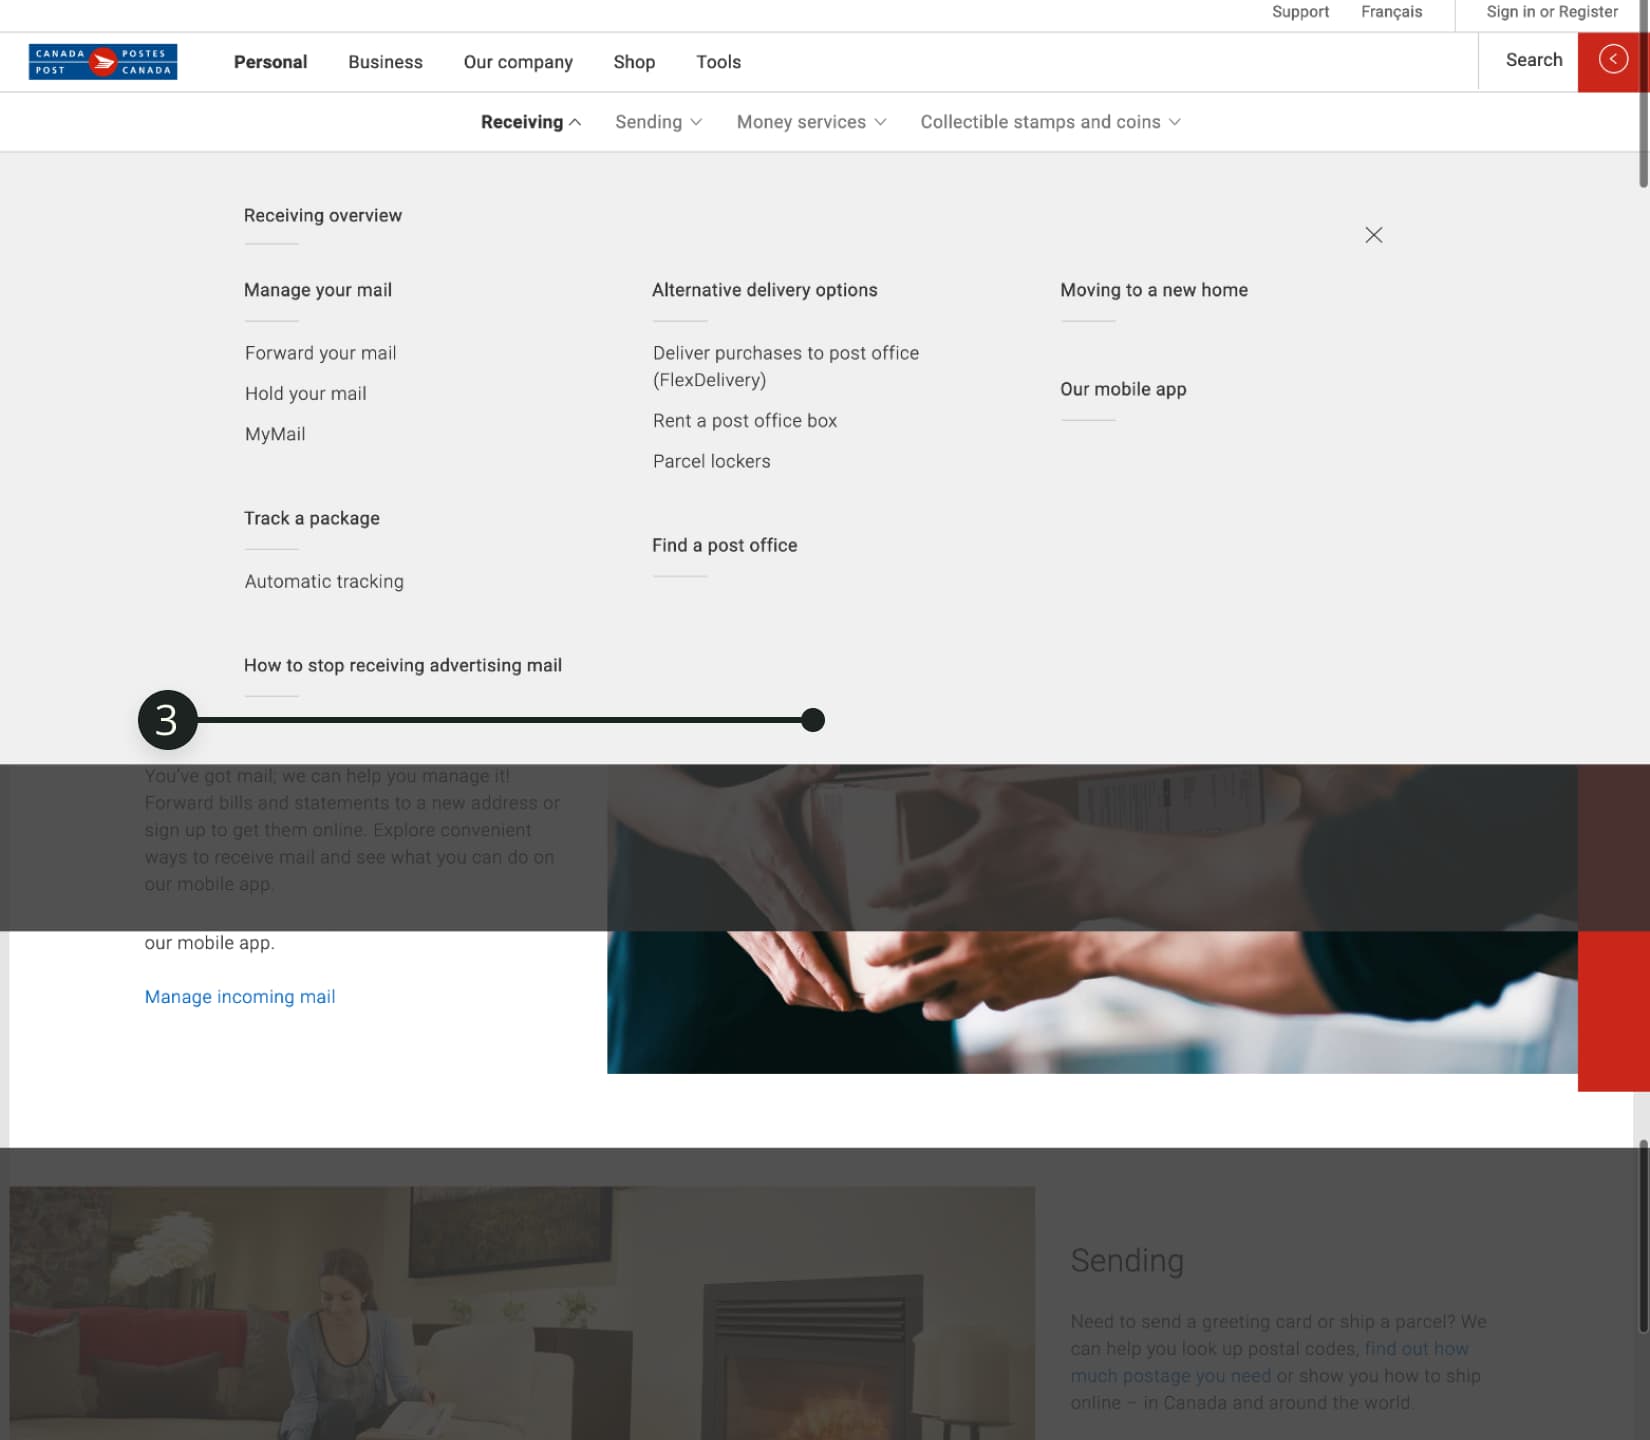 Support Français Sign in or Register
CANADA POSTES
POST CANADA
Personal Business Our company Shop Tools Search
Receiving Sending Money services Collectible stamps and coins
Receiving overview
Manage your mail
Forward your mail
Hold your mail
MyMail
Track a package
Automatic tracking
How to stop receiving advertising mail
Alternative delivery options
Deliver purchases to post office
(FlexDelivery)
Rent a post office box
Parcel lockers
Find a post office
Moving to a new home
Our mobile app
3
You've got mail; we can help you manage it!
Forward bills and statements to a new address or
sign up to get them online. Explore convenient
ways to receive mail and see what you can do on
our mobile app.
our mobile app.
Manage incoming mail
Sending
Need to send a greeting card or ship a parcel? We
can help you look up postal codes, find out how
much postage you need or show you how to ship
online – in Canada and around the world.